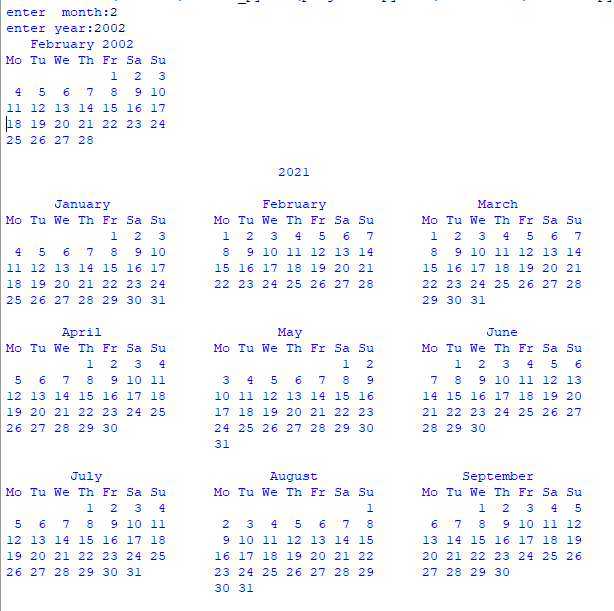 enter  month:2
enter year:2002
   February 2002
Mo Tu We Th Fr Sa Su
             1  2  3
 4  5  6  7  8  9 10
11 12 13 14 15 16 17
18 19 20 21 22 23 24
25 26 27 28
                                  2021
      January                   February                   March
Mo Tu We Th Fr Sa Su      Mo Tu We Th Fr Sa Su      Mo Tu We Th Fr Sa Su
             1  2  3       1  2  3  4  5  6  7       1  2  3  4  5  6  7
 4  5  6  7  8  9 10       8  9 10 11 12 13 14       8  9 10 11 12 13 14
11 12 13 14 15 16 17      15 16 17 18 19 20 21      15 16 17 18 19 20 21
18 19 20 21 22 23 24      22 23 24 25 26 27 28      22 23 24 25 26 27 28
25 26 27 28 29 30 31                                29 30 31
       April                      May                       June
Mo Tu We Th Fr Sa Su      Mo Tu We Th Fr Sa Su      Mo Tu We Th Fr Sa Su
          1  2  3  4                      1  2          1  2  3  4  5  6
 5  6  7  8  9 10 11       3  4  5  6  7  8  9       7  8  9 10 11 12 13
12 13 14 15 16 17 18      10 11 12 13 14 15 16      14 15 16 17 18 19 20
19 20 21 22 23 24 25      17 18 19 20 21 22 23      21 22 23 24 25 26 27
26 27 28 29 30            24 25 26 27 28 29 30      28 29 30
                          31
        July                     August                  September
Mo Tu We Th Fr Sa Su      Mo Tu We Th Fr Sa Su      Mo Tu We Th Fr Sa Su
          1  2  3  4                         1             1  2  3  4  5
 5  6  7  8  9 10 11       2  3  4  5  6  7  8       6  7  8  9 10 11 12
12 13 14 15 16 17 18       9 10 11 12 13 14 15      13 14 15 16 17 18 19
19 20 21 22 23 24 25      16 17 18 19 20 21 22      20 21 22 23 24 25 26
26 27 28 29 30 31         23 24 25 26 27 28 29      27 28 29 30
                          30 31